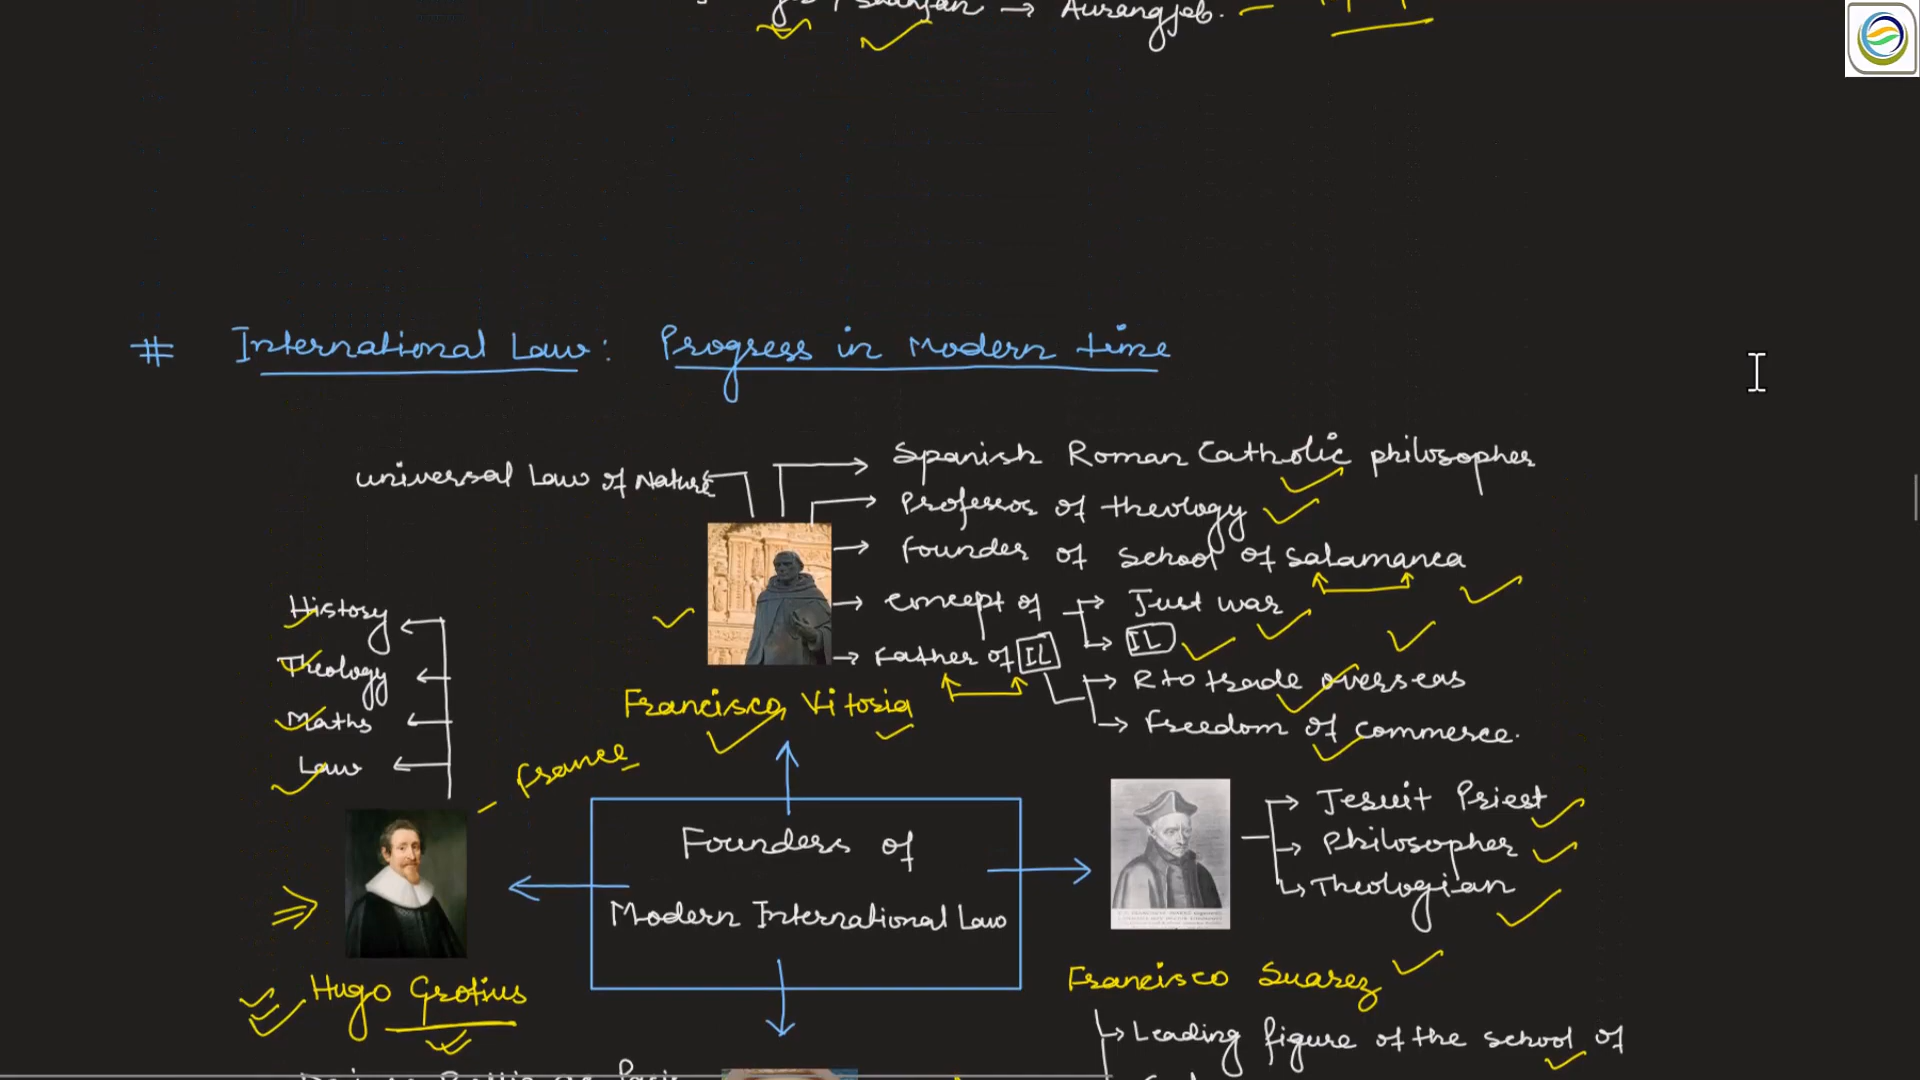 → Aurangjeb.
# International Law: Progress in Modern time
universal Law of Nature
Spanish Roman Catholic philosopher
Professor of theology
Founder of School of Salamanca
concept of → Just war
→ IL
Father of IL
→ R to trade overseas
→ Freedom of commerce.
Francisco Vitoria
History
Theology
Maths
Law
France
Hugo Grotius
Founders of
Modern International Law
Jesuit Priest
Philosopher
Theologian
Francisco Suarez
Leading figure of the school of